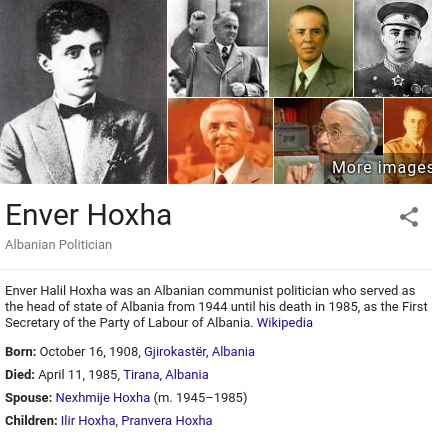 More images
Enver Hoxha
Albanian Politician
Enver Halil Hoxha was an Albanian communist politician who served as
the head of state of Albania from 1944 until his death in 1985, as the First
Secretary of the Party of Labour of Albania. Wikipedia
Born: October 16, 1908, Gjirokastër, Albania
Died: April 11, 1985, Tirana, Albania
Spouse: Nexhmije Hoxha (m. 1945–1985)
Children: Ilir Hoxha, Pranvera Hoxha